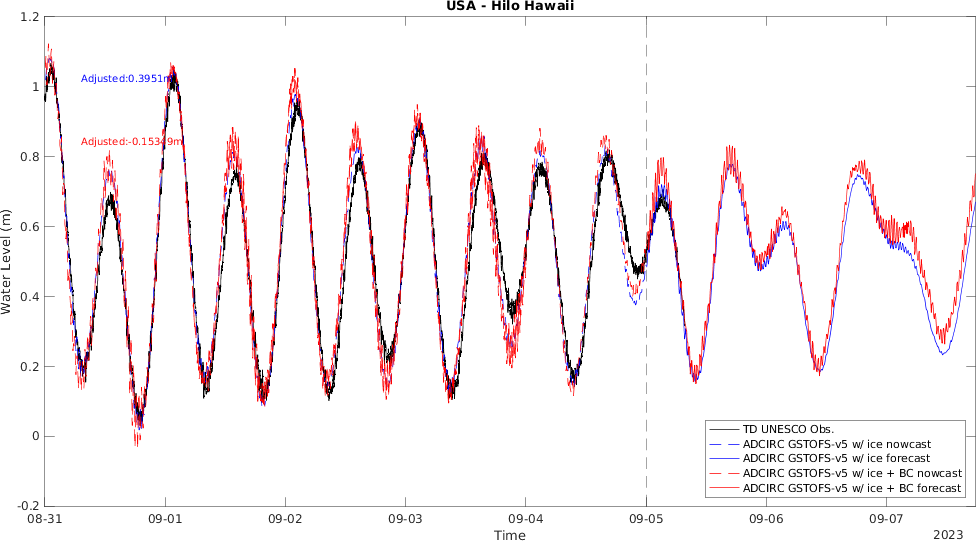 USA - Hilo Hawaii
1.2
1
0.8
0.6
0.4
0.2
0
-0.2
Water Level (m)
Adjusted:0.3951m
Adjusted:-0.15349m
TD UNESCO Obs.
ADCIRC GSTOFS-v5 w/ ice nowcast
ADCIRC GSTOFS-v5 w/ ice forecast
ADCIRC GSTOFS-v5 w/ ice + BC nowcast
ADCIRC GSTOFS-v5 w/ ice + BC forecast
08-31 09-01 09-02 09-03 09-04 09-05 09-06 09-07
Time
2023